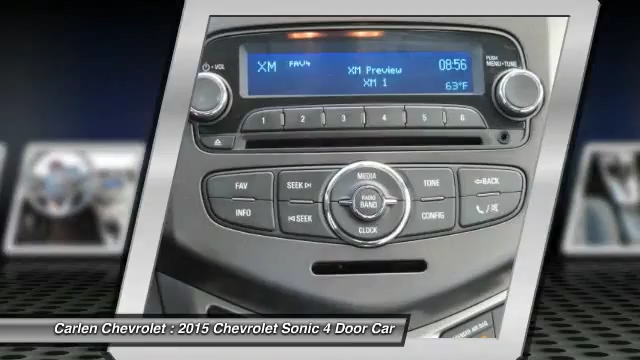 XM FAV4 08:56
XM Preview
XM 1 63°F
VOL
PUSH
MENU TUNE
1 2 3 4 5 6
FAV SEEK MEDIA TONE BACK
RADIO
BAND
INFO SEEK CLOCK CONFIG
Carlen Chevrolet : 2015 Chevrolet Sonic 4 Door Car